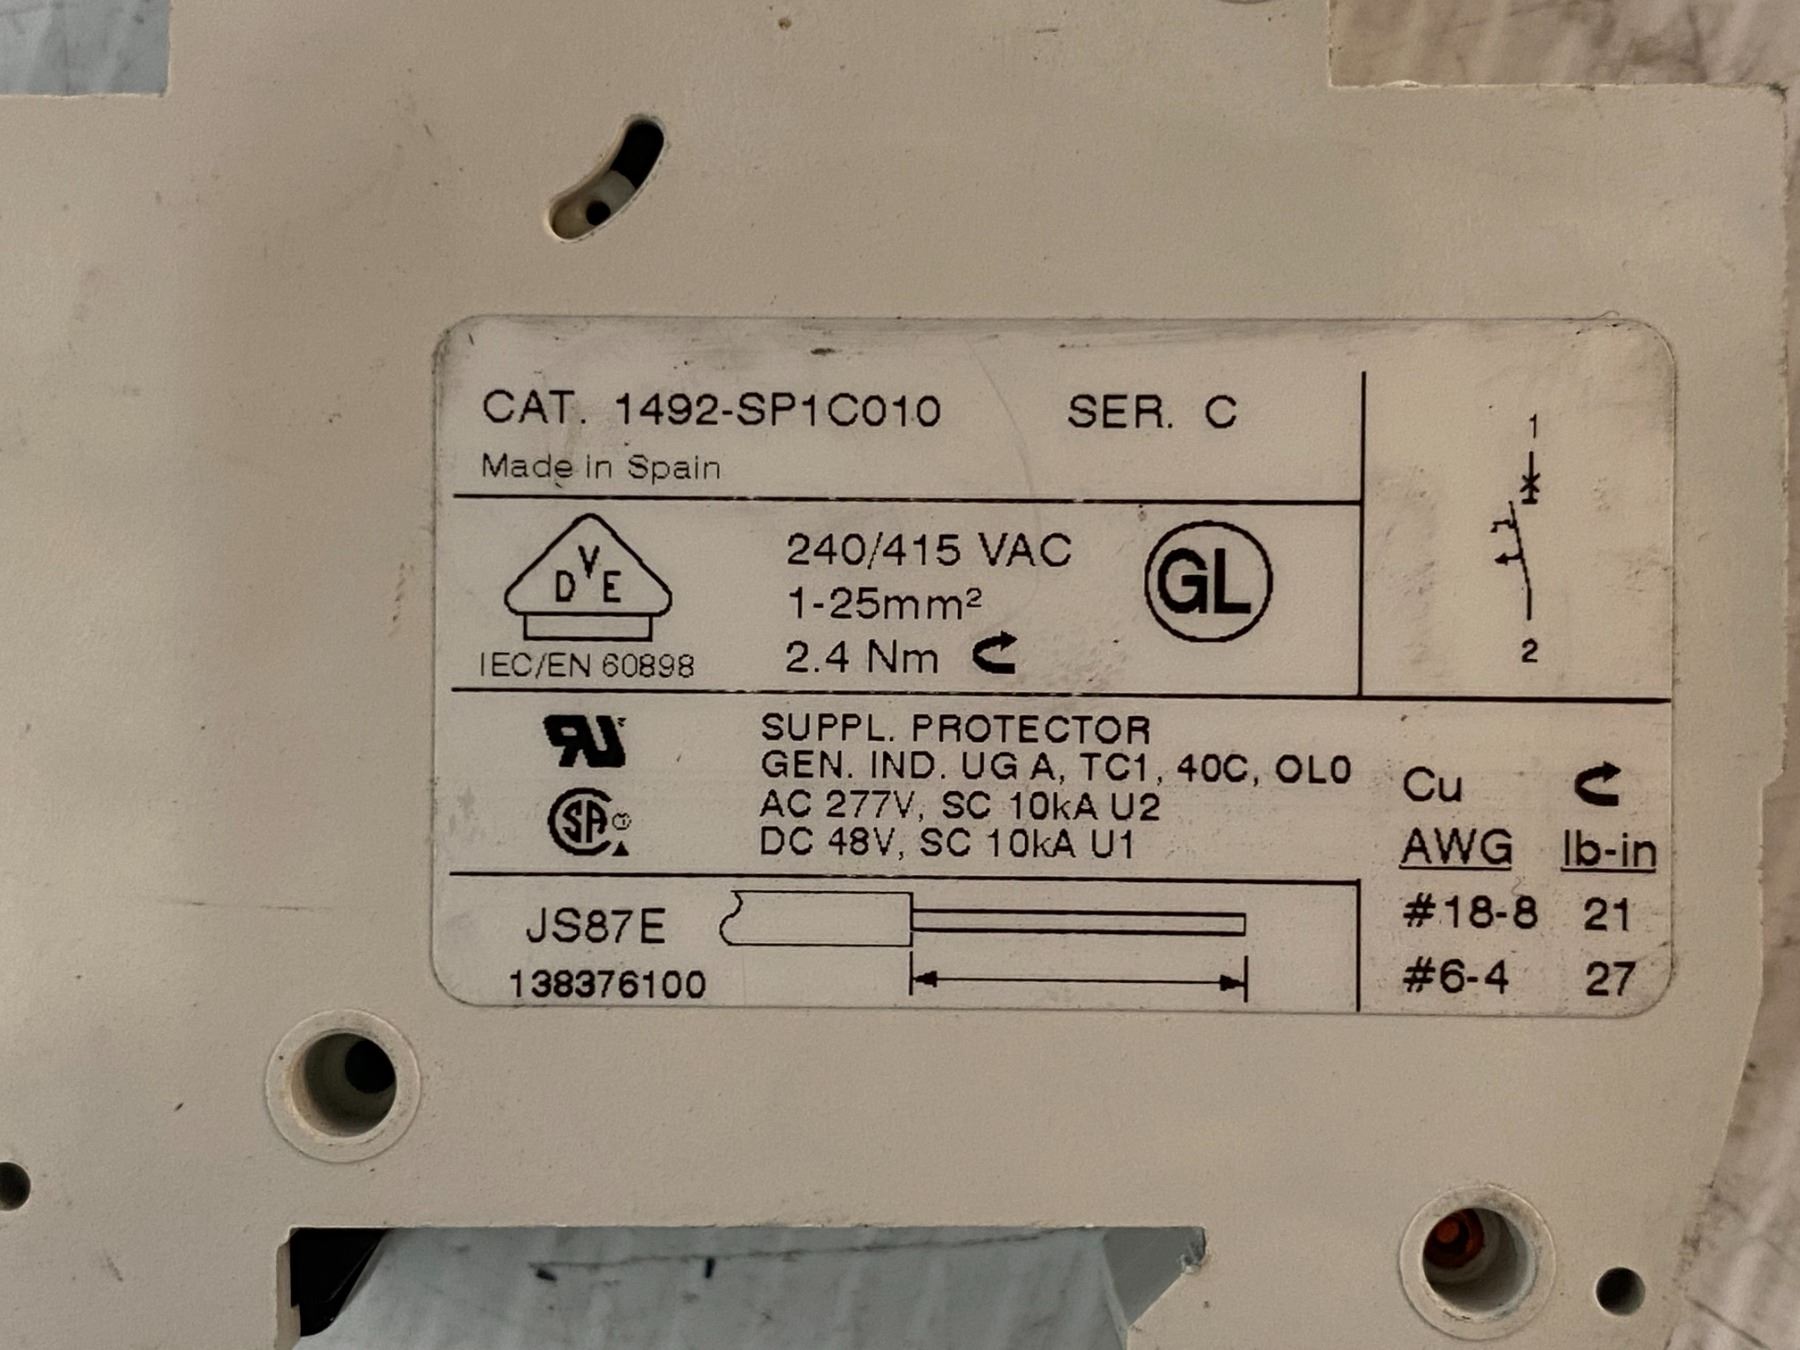 CAT. 1492-SP1C010 SER. C
Made in Spain
1
2
DVE
IEC/EN 60898
240/415 VAC
1-25mm²
2.4 Nm
GL
RU
SA
SUPPL. PROTECTOR
GEN. IND. UG A, TC1, 40C, OL0
AC 277V, SC 10kA U2
DC 48V, SC 10kA U1
Cu
AWG lb-in
#18-8 21
#6-4 27
JS87E
138376100